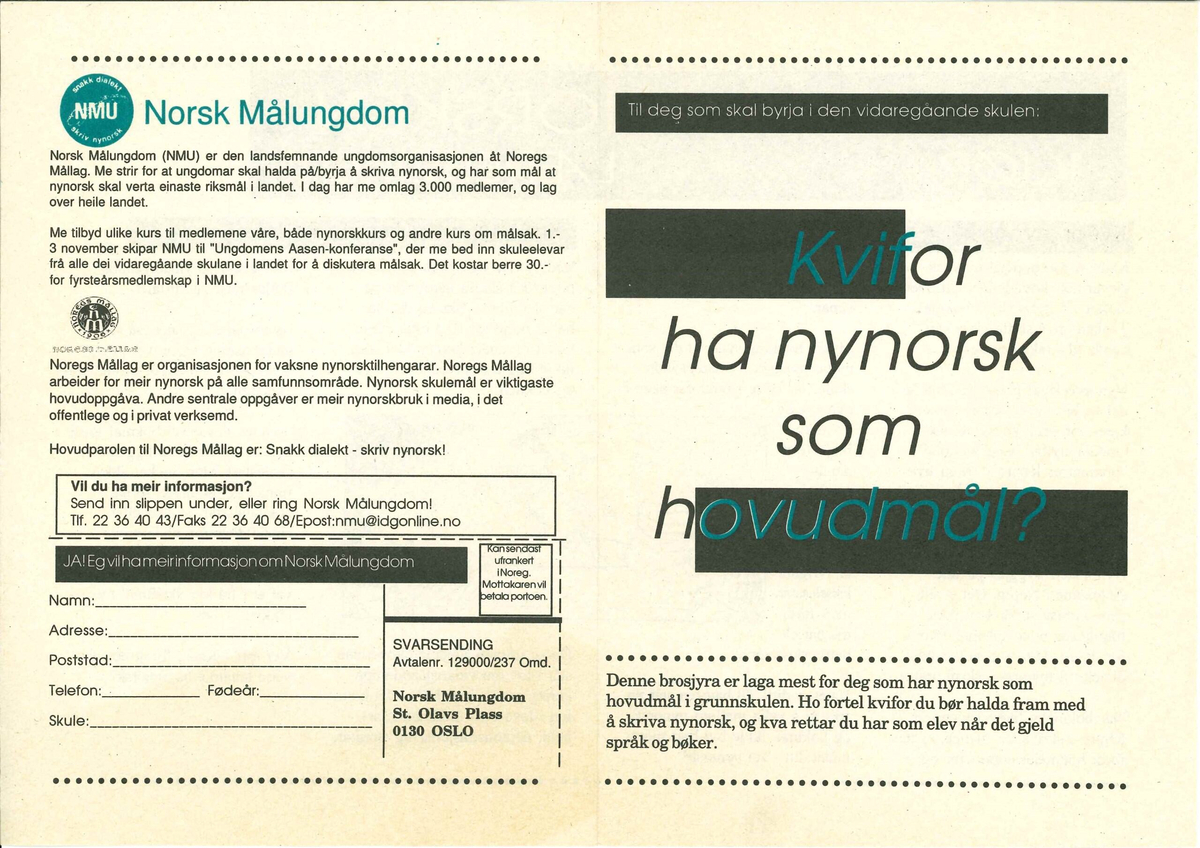 snakk dialekt
NMU
skriv nynorsk
Norsk Målungdom
Norsk Målungdom (NMU) er den landsfemnande ungdomsorganisasjonen åt Noregs
Mållag. Me strir for at ungdomar skal halda på/byrja å skriva nynorsk, og har som mål at
nynorsk skal verta einaste riksmål i landet. I dag har me omlag 3.000 medlemer, og lag
over heile landet.
Me tilbyd ulike kurs til medlemene våre, både nynorskkurs og andre kurs om målsak. 1.-
3 november skipar NMU til "Ungdomens Aasen-konferanse", der me bed inn skuleelevar
frå alle dei vidaregåande skulane i landet for å diskutera målsak. Det kostar berre 30.-
for fyrsteårsmedlemskap i NMU.
NOREGS MÅLLAG
nm
1906
Noregs Mållag er organisasjonen for vaksne nynorsktilhengarar. Noregs Mållag
arbeider for meir nynorsk på alle samfunnsområde. Nynorsk skulemål er viktigaste
hovudoppgåva. Andre sentrale oppgåver er meir nynorskbruk i media, i det
offentlege og i privat verksemd.
Hovudparolen til Noregs Mållag er: Snakk dialekt - skriv nynorsk!
Vil du ha meir informasjon?
Send inn slippen under, eller ring Norsk Målungdom!
Tlf. 22 36 40 43/Faks 22 36 40 68/Epost:nmu@idgonline.no
JA! Eg vil ha meir informasjon om Norsk Målungdom
Kan sendast
ufrankert
i Noreg.
Mottakaren vil
betala portoen.
Namn:
Adresse:
Poststad:
Telefon: Fødeår:
Skule:
SVARSENDING
Avtalenr. 129000/237 Omd.
Norsk Målungdom
St. Olavs Plass
0130 OSLO
Til deg som skal byrja i den vidaregåande skulen:
Kvifor
ha nynorsk
som
hovudmål?
Denne brosjyra er laga mest for deg som har nynorsk som
hovudmål i grunnskulen. Ho fortel kvifor du bør halda fram med
å skriva nynorsk, og kva rettar du har som elev når det gjeld
språk og bøker.